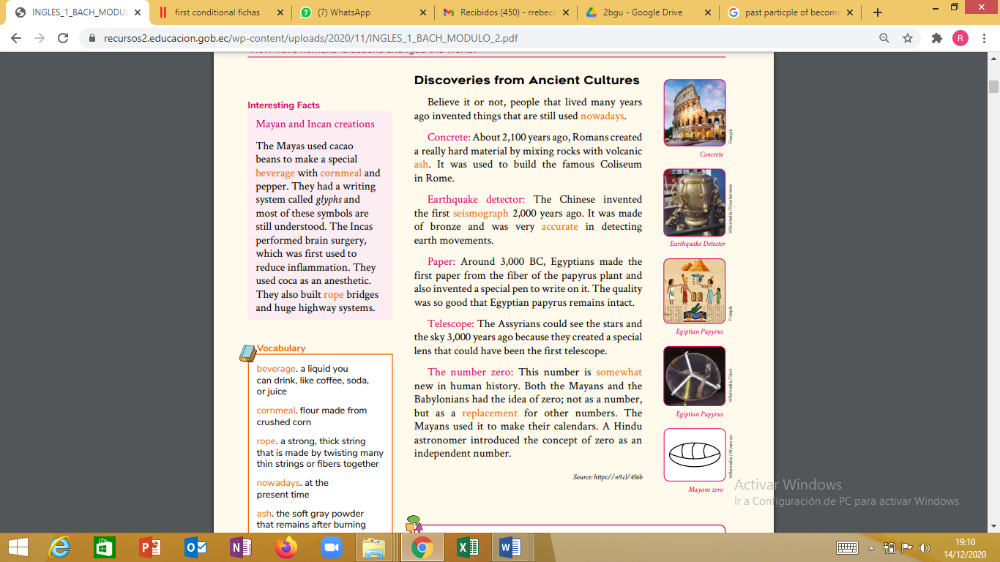 INGLES_1_BACH_MODU
first conditional fichas
(7) WhatsApp
Recibidos (450) - rrebeca
2bgu - Google Drive
past particple of become
recursos2.educacion.gob.ec/wp-content/uploads/2020/11/INGLES_1_BACH_MODULO_2.pdf
R
Interesting Facts
Mayan and Incan creations
The Mayas used cacao
beans to make a special
beverage with cornmeal and
pepper. They had a writing
system called glyphs and
most of these symbols are
still understood. The Incas
performed brain surgery,
which was first used to
reduce inflammation. They
used coca as an anesthetic.
They also built rope bridges
and huge highway systems.
Vocabulary
beverage. a liquid you
can drink, like coffee, soda,
or juice
cornmeal. flour made from
crushed corn
rope. a strong, thick string
that is made by twisting many
thin strings or fibers together
nowadays. at the
present time
ash. the soft gray powder
that remains after burning
Discoveries from Ancient Cultures
Believe it or not, people that lived many years
ago invented things that are still used nowadays.
Concrete: About 2,100 years ago, Romans created
a really hard material by mixing rocks with volcanic
ash. It was used to build the famous Coliseum
in Rome.
Earthquake detector: The Chinese invented
the first seismograph 2,000 years ago. It was made
of bronze and was very accurate in detecting
earth movements.
Paper: Around 3,000 BC, Egyptians made the
first paper from the fiber of the papyrus plant and
also invented a special pen to write on it. The quality
was so good that Egyptian papyrus remains intact.
Telescope: The Assyrians could see the stars and
the sky 3,000 years ago because they created a special
lens that could have been the first telescope.
The number zero: This number is somewhat
new in human history. Both the Mayans and the
Babylonians had the idea of zero; not as a number,
but as a replacement for other numbers. The
Mayans used it to make their calendars. A Hindu
astronomer introduced the concept of zero as an
independent number.
Source: https://n9.cl/456b
Freepik
Concrete
Wikimedia / Kowloonese
Earthquake Detector
Freepik
Egiptian Papyrus
Wikimedia / Geni
Egiptian Papyrus
Wikimedia / Alvaro qc
Mayans zero
Activar Windows
Ir a Configuración de PC para activar Windows.
19:10
14/12/2020